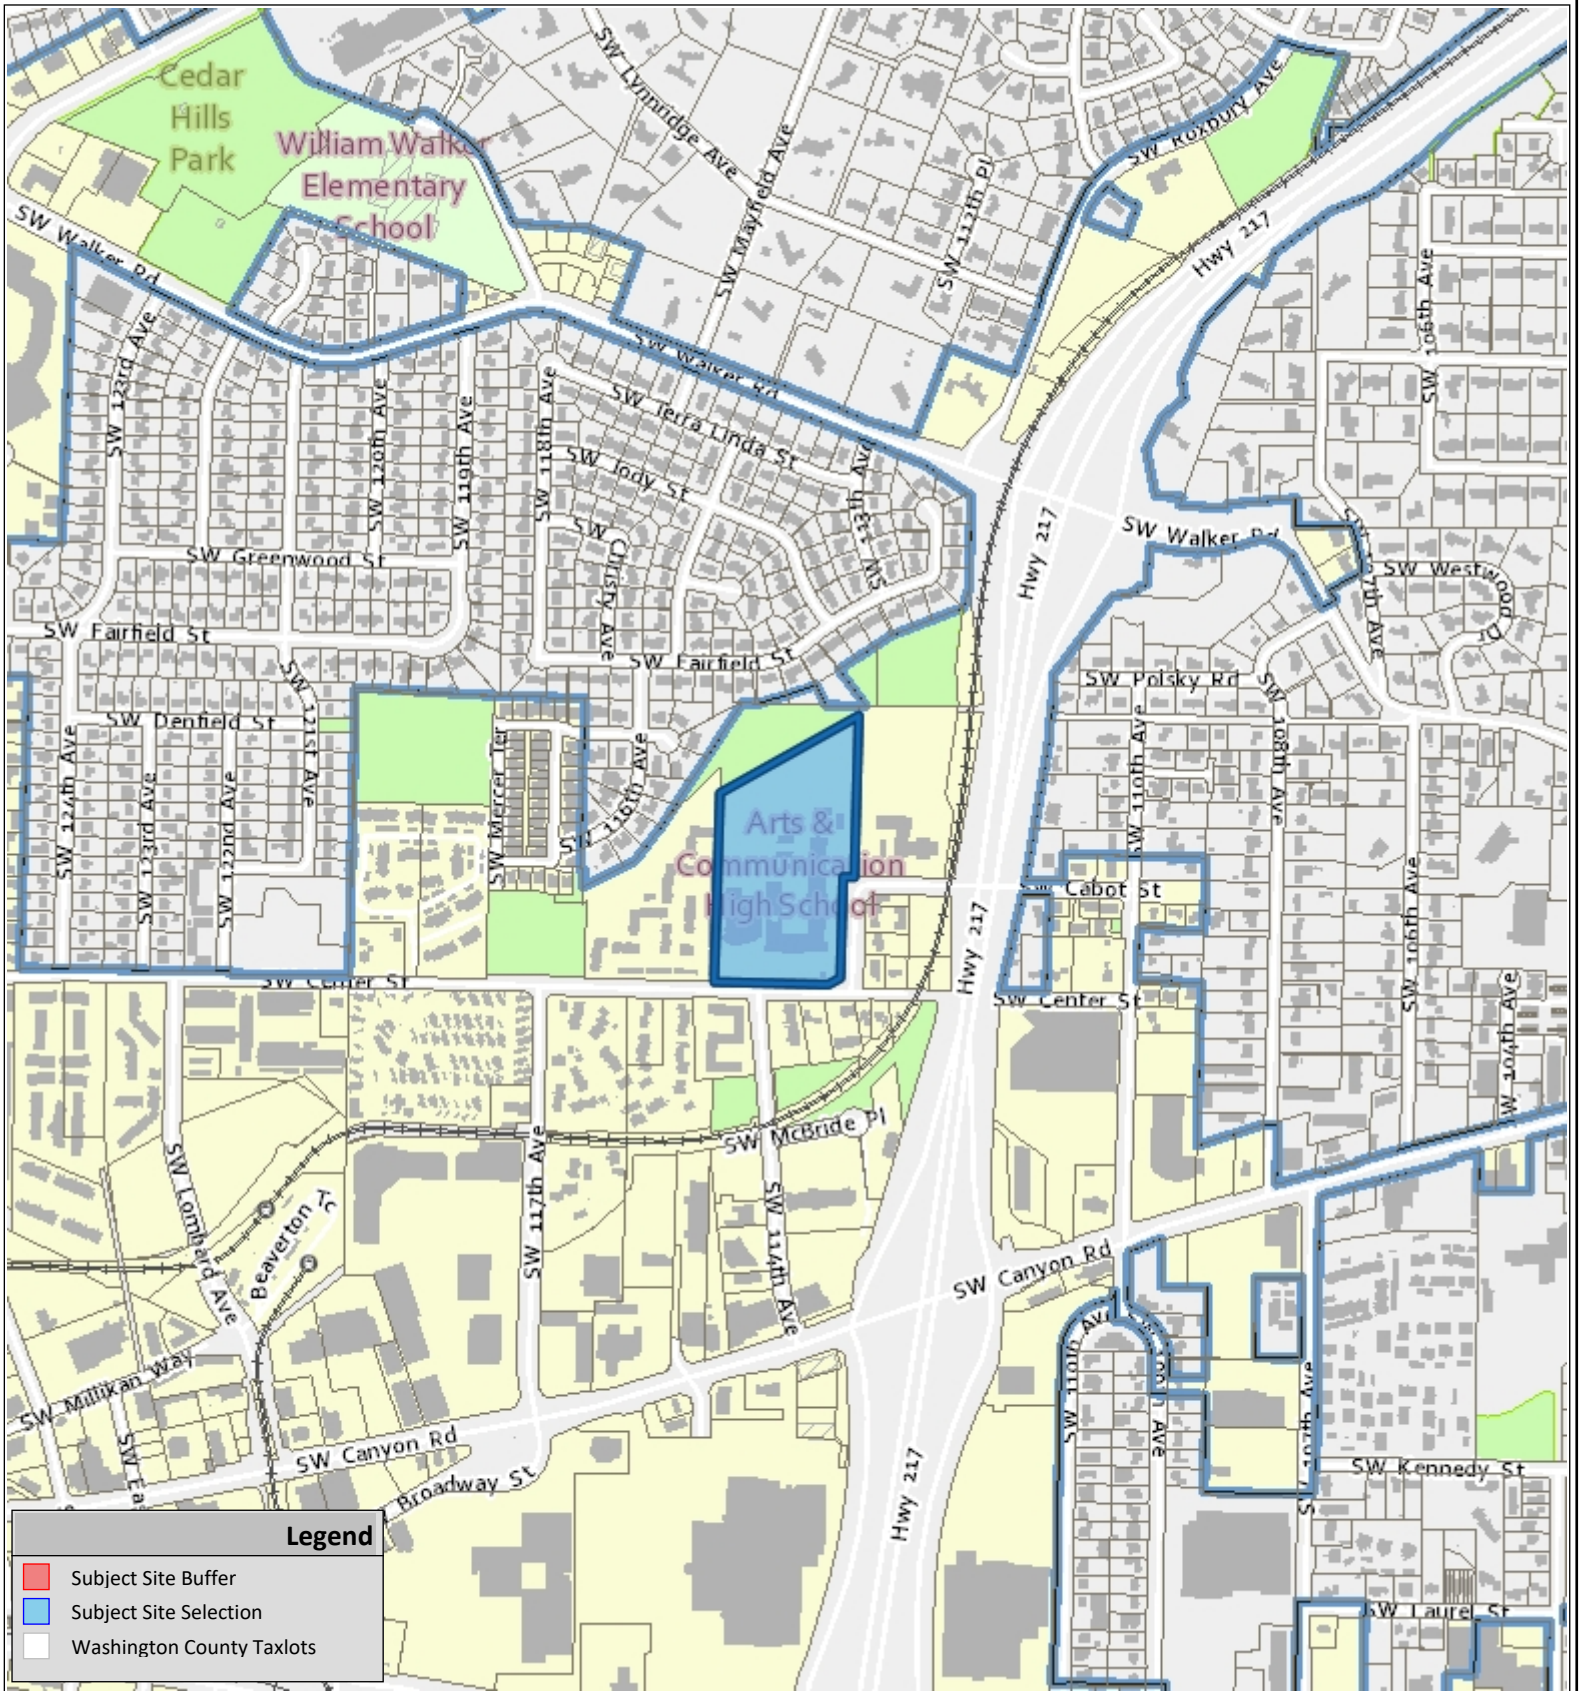 Cedar
Hills
Park
William Walker
Elementary
School
SW Lynnridge Ave
SW Mayfield Ave
SW 112th Pl
SW Roxbury Ave
Hwy 217
SW Walker Rd
SW 123rd Ave
SW 120th Ave
SW 119th Ave
SW 118th Ave
SW Walker Rd
SW Terra Linda St
SW Jody St
SW Christy Ave
SW 106th Ave
Hwy 217
SW Walker Rd
SW Westwood Dr
SW Greenwood St
SW Fairfield St
SW Fairfield St
SW Polsky Rd
SW Denfield St
SW 121st Ave
SW 124th Ave
SW 123rd Ave
SW 122nd Ave
SW Mercer Ter
SW 116th Ave
SW 110th Ave
SW 108th Ave
SW 106th Ave
Arts &
Communication
High School
SW Cabot St
Hwy 217
SW Center St
SW Center St
SW 104th Ave
SW McBride Pl
SW Lombard Ave
Beaverton TC
SW 117th Ave
SW 114th Ave
SW Canyon Rd
SW Millikan Way
SW Canyon Rd
Broadway St
Hwy 217
SW 110th Ave
SW 107th Ave
SW Kennedy St
SW Laurel St
Legend
Subject Site Buffer
Subject Site Selection
Washington County Taxlots